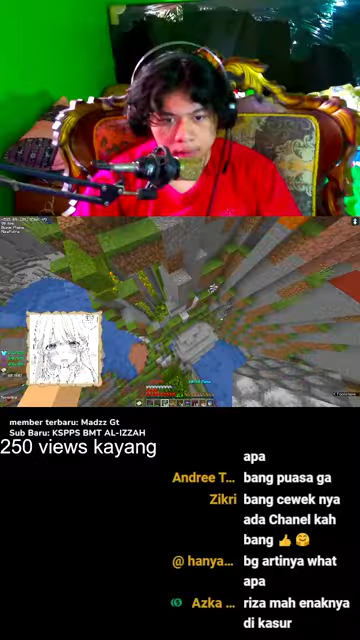 member terbaru: Madzz Gt
Sub Baru: KSPPS BMT AL-IZZAH
250 views kayang
apa
Andree T... bang puasa ga
Zikri bang cewek nya
ada Chanel kah
bang 👍 🤗
@ hanya... bg artinya what
apa
Azka ... riza mah enaknya
di kasur